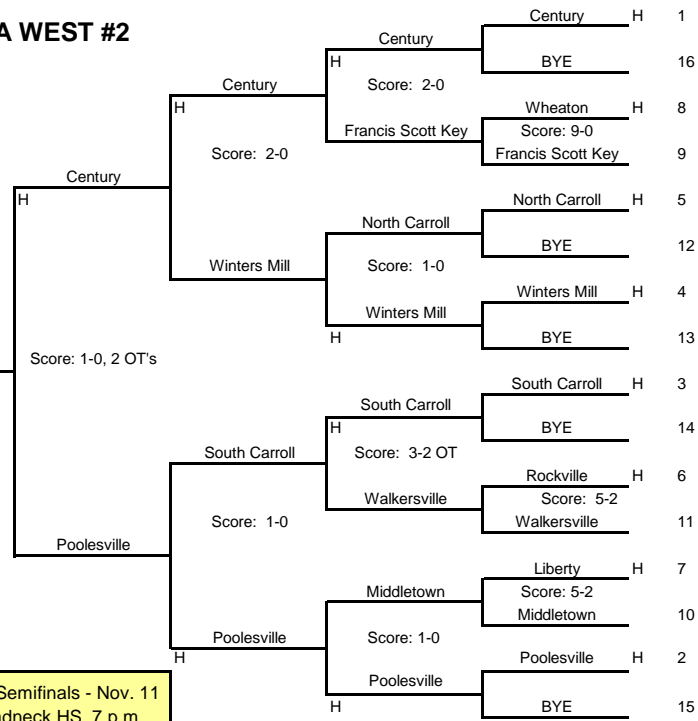 A WEST #2
Century H 1
Century
BYE 16
H
Century
Score: 2-0
H
Wheaton H 8
Francis Scott Key
Score: 9-0
Score: 2-0
Francis Scott Key 9
Century
H
North Carroll H 5
North Carroll
BYE 12
Winters Mill
Score: 1-0
Winters Mill H 4
Winters Mill
H
BYE 13
Score: 1-0, 2 OT's
South Carroll H 3
South Carroll
H
BYE 14
South Carroll
Score: 3-2 OT
Rockville H 6
Walkersville
Score: 5-2
Score: 1-0
Walkersville 11
Poolesville
Liberty H 7
Middletown
Score: 5-2
Middletown 10
Poolesville
Score: 1-0
H
Poolesville H 2
Poolesville
H
BYE 15
Semifinals - Nov. 11
HS, 7 p.m.